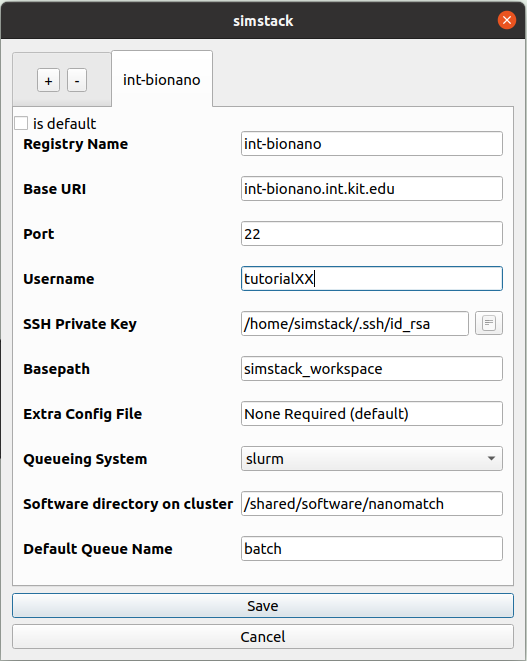 simstack
+ - int-bionano
is default
Registry Name int-bionano
Base URI int-bionano.int.kit.edu
Port 22
Username tutorialXX
SSH Private Key /home/simstack/.ssh/id_rsa
Basepath simstack_workspace
Extra Config File None Required (default)
Queueing System slurm
Software directory on cluster /shared/software/nanomatch
Default Queue Name batch
Save
Cancel